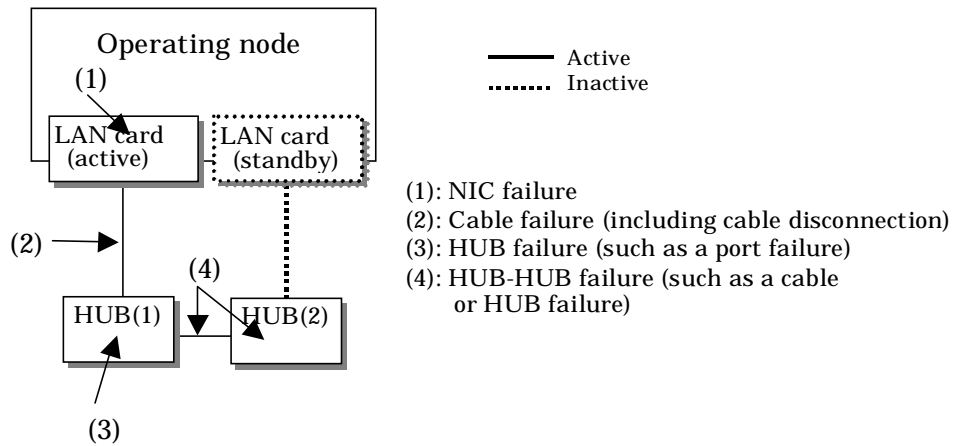 Operating node
(1)
LAN card
(active)
LAN card
(standby)
Active
Inactive
(2)
(4)
HUB(1)
HUB(2)
(3)
(1): NIC failure
(2): Cable failure (including cable disconnection)
(3): HUB failure (such as a port failure)
(4): HUB-HUB failure (such as a cable
or HUB failure)